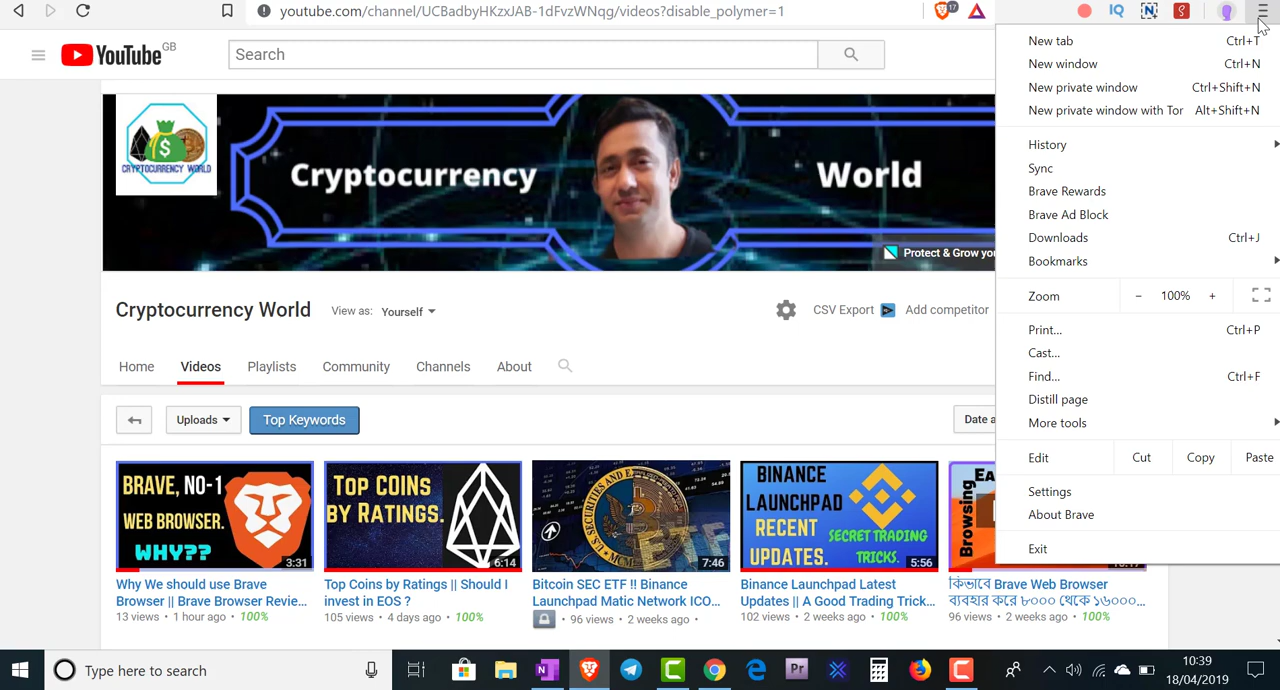 youtube.com/channel/UCBadbyHKzxJAB-1dFvzWNqg/videos?disable_polymer=1
17
IQ
N
YouTube GB
Search
CRYPTOCURRENCY WORLD
Cryptocurrency World
Protect & Grow you
Cryptocurrency World
View as: Yourself
CSV Export
Add competitor
Home
Videos
Playlists
Community
Channels
About
Uploads
Top Keywords
Date a
BRAVE, NO-1
WEB BROWSER.
WHY??
3:31
TOP COINS
BY RATINGS.
6:14
ETF
7:46
BINANCE
LAUNCHPAD
RECENT
UPDATES.
SECRET TRADING
TRICKS.
5:56
Browsing
Ea
Why We should use Brave
Browser || Brave Browser Revie...
13 views • 1 hour ago • 100%
Top Coins by Ratings || Should I
invest in EOS ?
105 views • 4 days ago • 100%
Bitcoin SEC ETF !! Binance
Launchpad Matic Network ICO...
• 96 views • 2 weeks ago •
Binance Launchpad Latest
Updates || A Good Trading Trick...
102 views • 2 weeks ago • 100%
কিভাবে Brave Web Browser
ব্যবহার করে ৮০০০ থেকে ১৬০০০...
96 views • 2 weeks ago • 100%
New tab Ctrl+T
New window Ctrl+N
New private window Ctrl+Shift+N
New private window with Tor Alt+Shift+N
History
Sync
Brave Rewards
Brave Ad Block
Downloads Ctrl+J
Bookmarks
Zoom − 100% +
Print... Ctrl+P
Cast...
Find... Ctrl+F
Distill page
More tools
Edit Cut Copy Paste
Settings
About Brave
Exit
Type here to search
Pr
10:39
18/04/2019